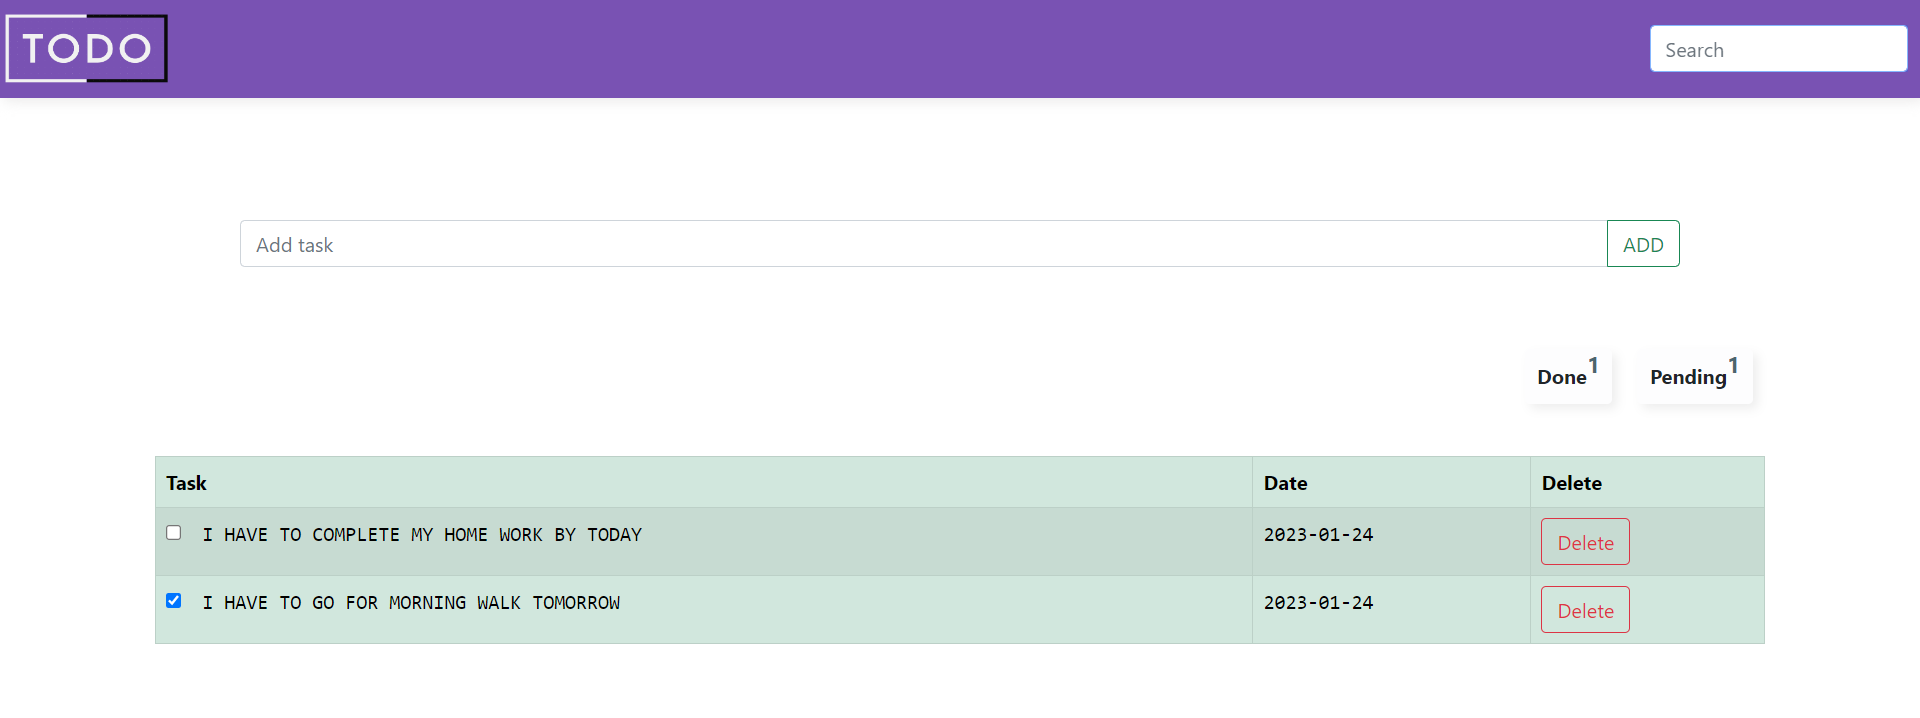 TODO
Search
Add task
ADD
Done 1
Pending 1
Task Date Delete
I HAVE TO COMPLETE MY HOME WORK BY TODAY 2023-01-24 Delete
I HAVE TO GO FOR MORNING WALK TOMORROW 2023-01-24 Delete